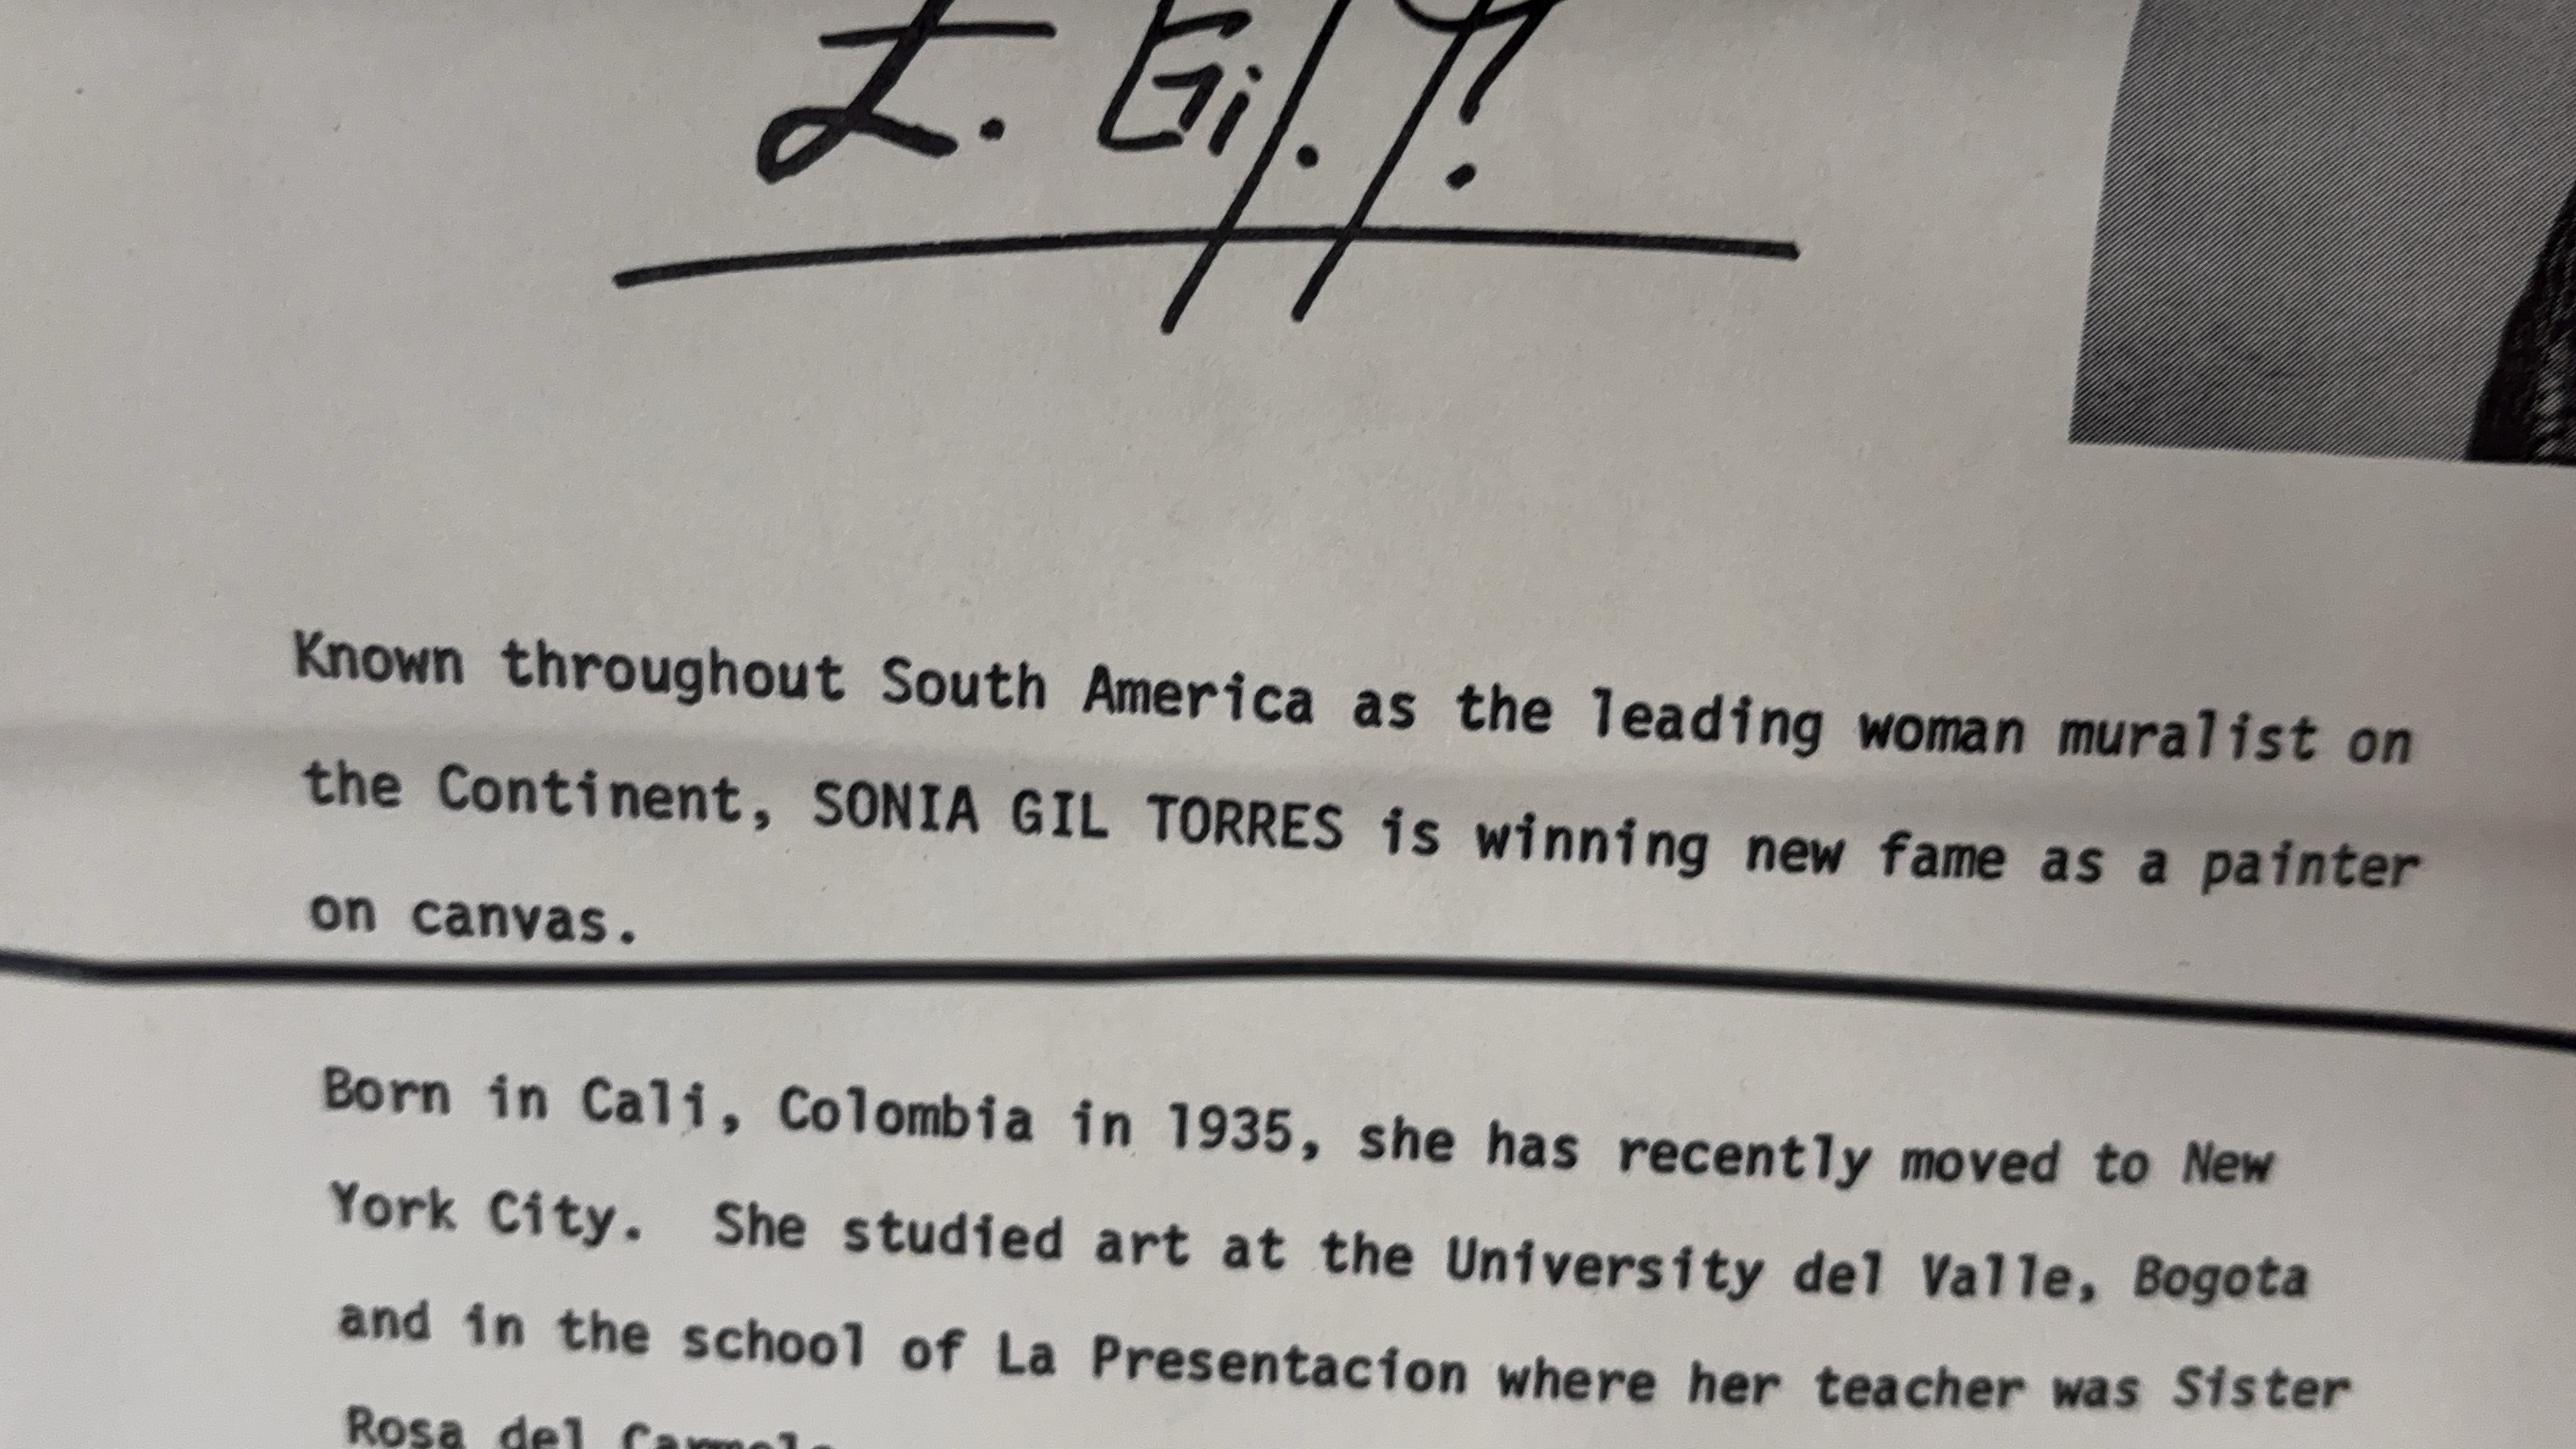 Gil.
Known throughout South America as the leading woman muralist on
the Continent, SONIA GIL TORRES is winning new fame as a painter
on canvas.
Born in Cali, Colombia in 1935, she has recently moved to New
York City.  She studied art at the University del Valle, Bogota
and in the school of La Presentacion where her teacher was Sister
Rosa del